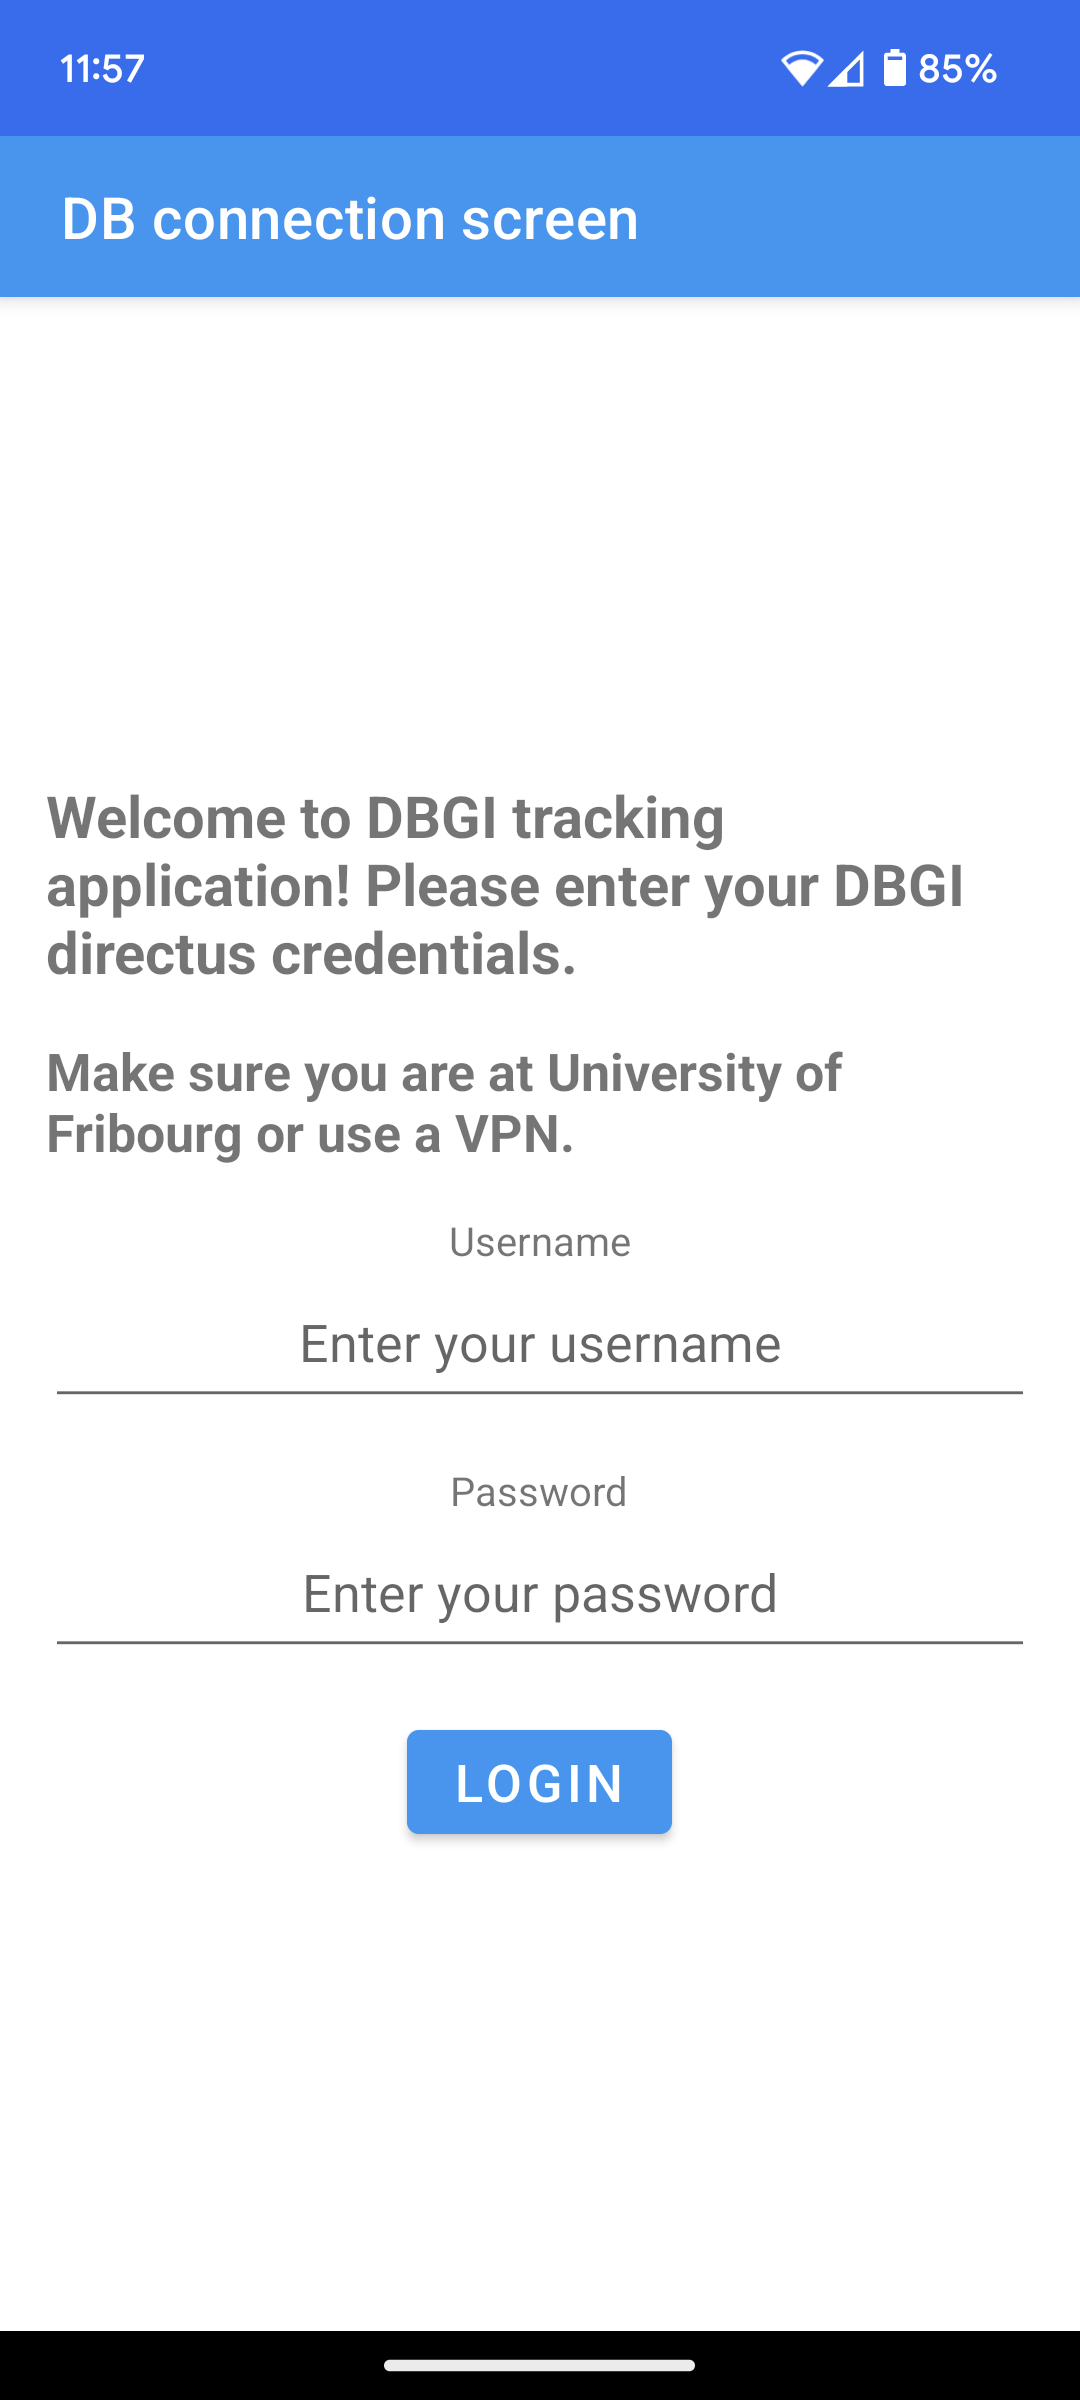 11:57
85%
DB connection screen
Welcome to DBGI tracking
application! Please enter your DBGI
directus credentials.
Make sure you are at University of
Fribourg or use a VPN.
Username
Enter your username
Password
Enter your password
LOGIN